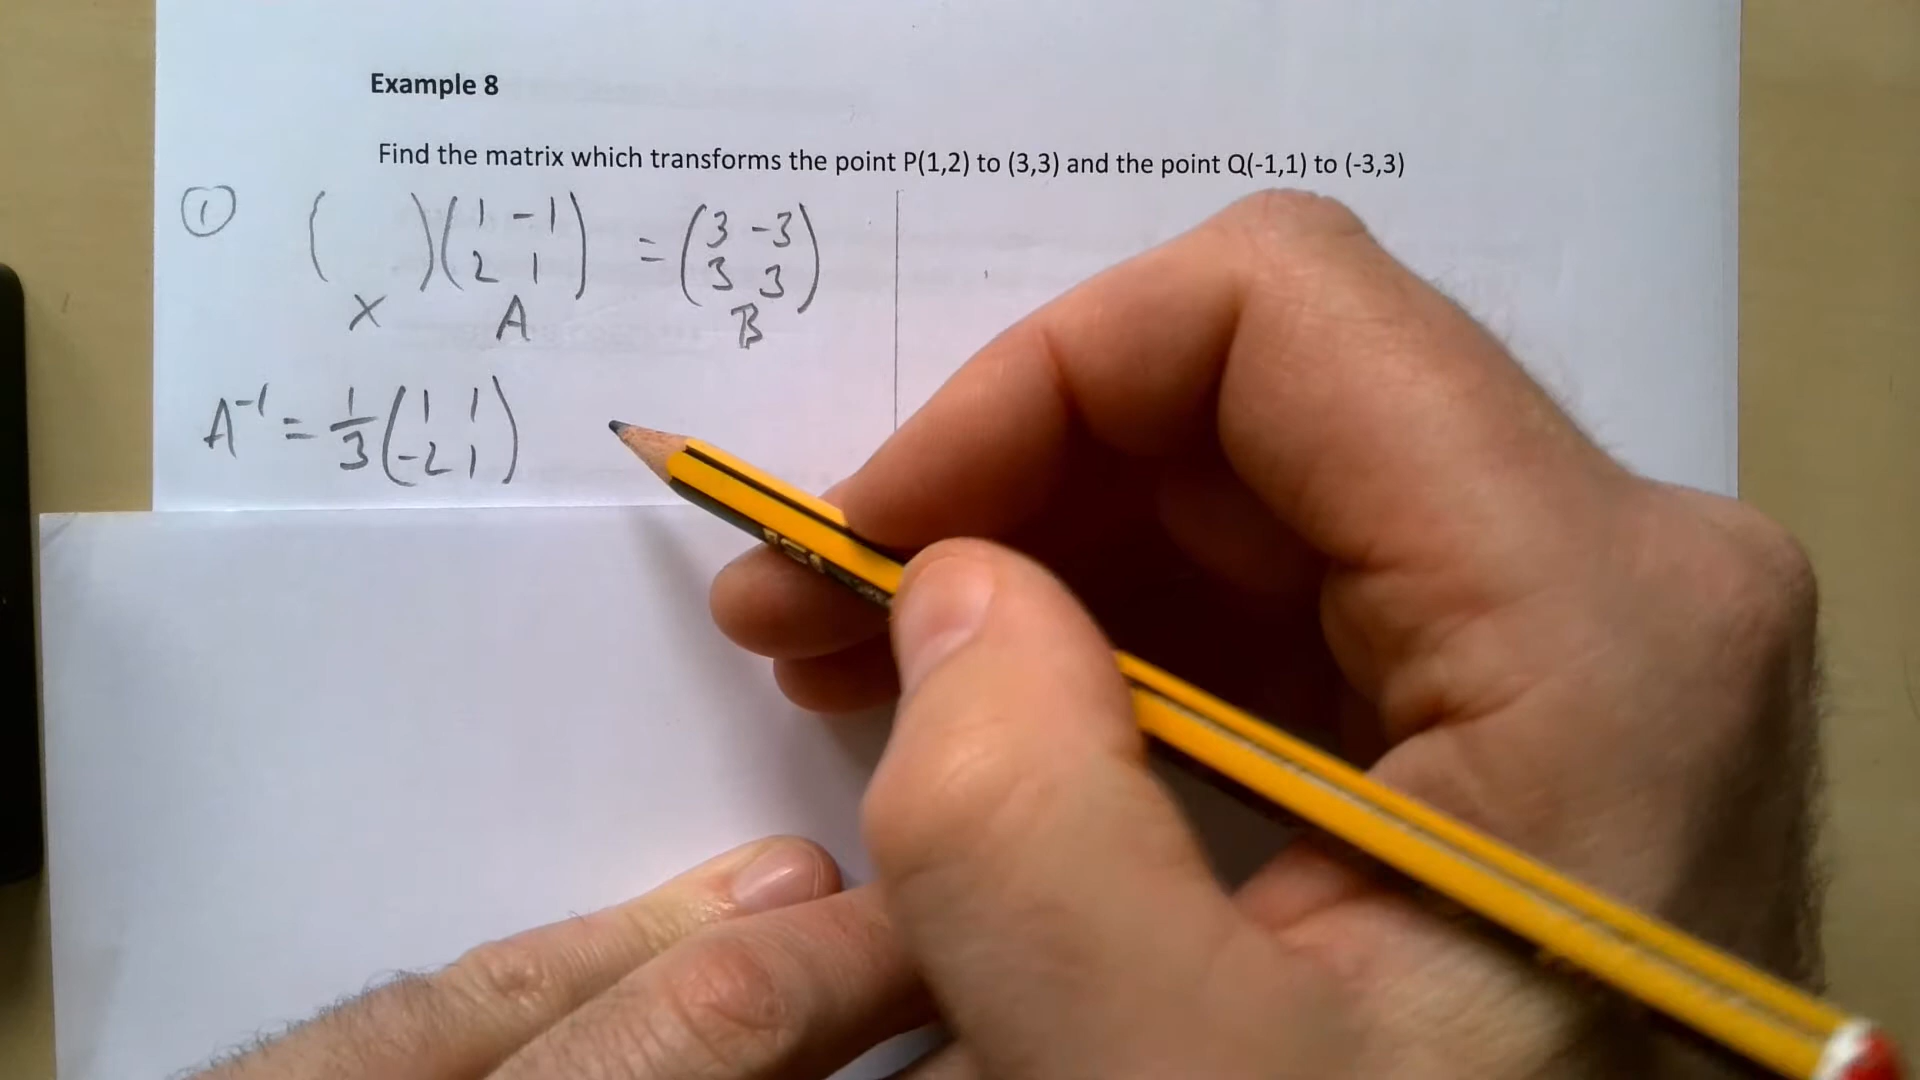 Example 8
Find the matrix which transforms the point P(1,2) to (3,3) and the point Q(-1,1) to (-3,3)
① ( ) (1 -1) = (3 -3)
(2 1) (3 3)
X A B
A⁻¹ = 1/3 (1 1)
(-2 1)